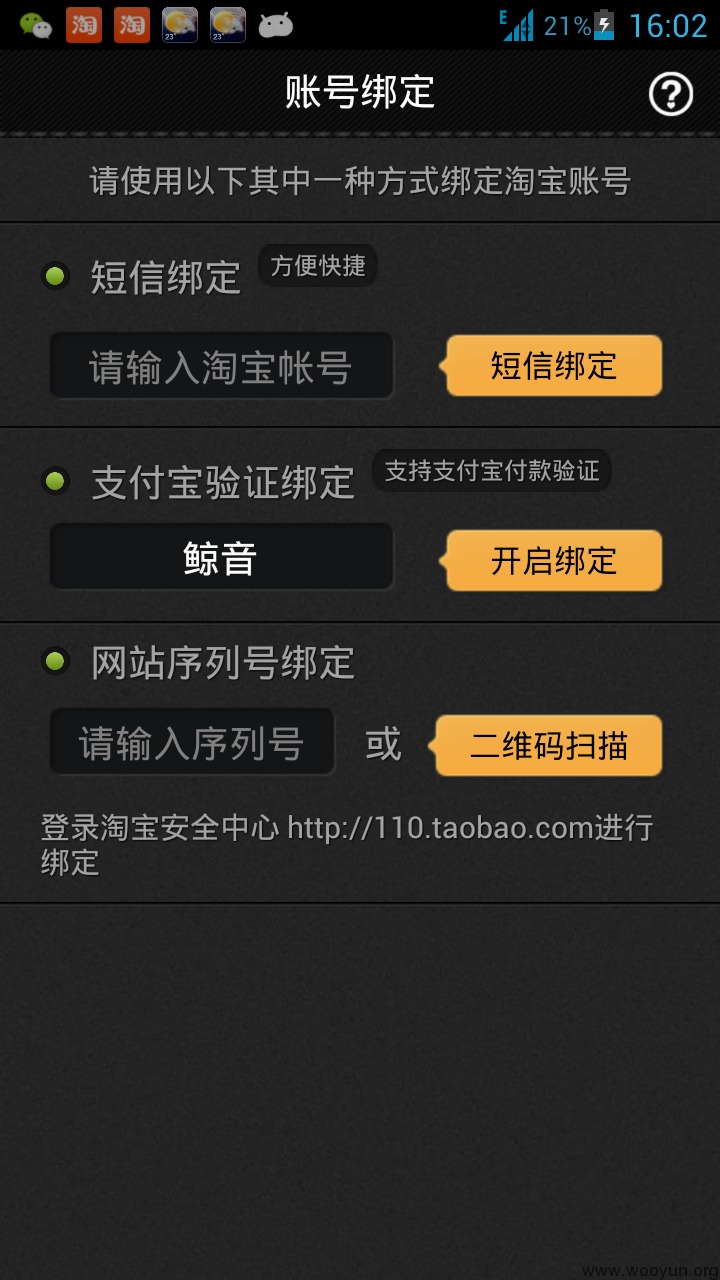 淘 淘 23° 23° E 21% 16:02
账号绑定 ?
请使用以下其中一种方式绑定淘宝账号
短信绑定 方便快捷
请输入淘宝帐号 短信绑定
支付宝验证绑定 支持支付宝付款验证
鲸音 开启绑定
网站序列号绑定
请输入序列号 或 二维码扫描
登录淘宝安全中心 http://110.taobao.com进行
绑定
www.wooyun.org